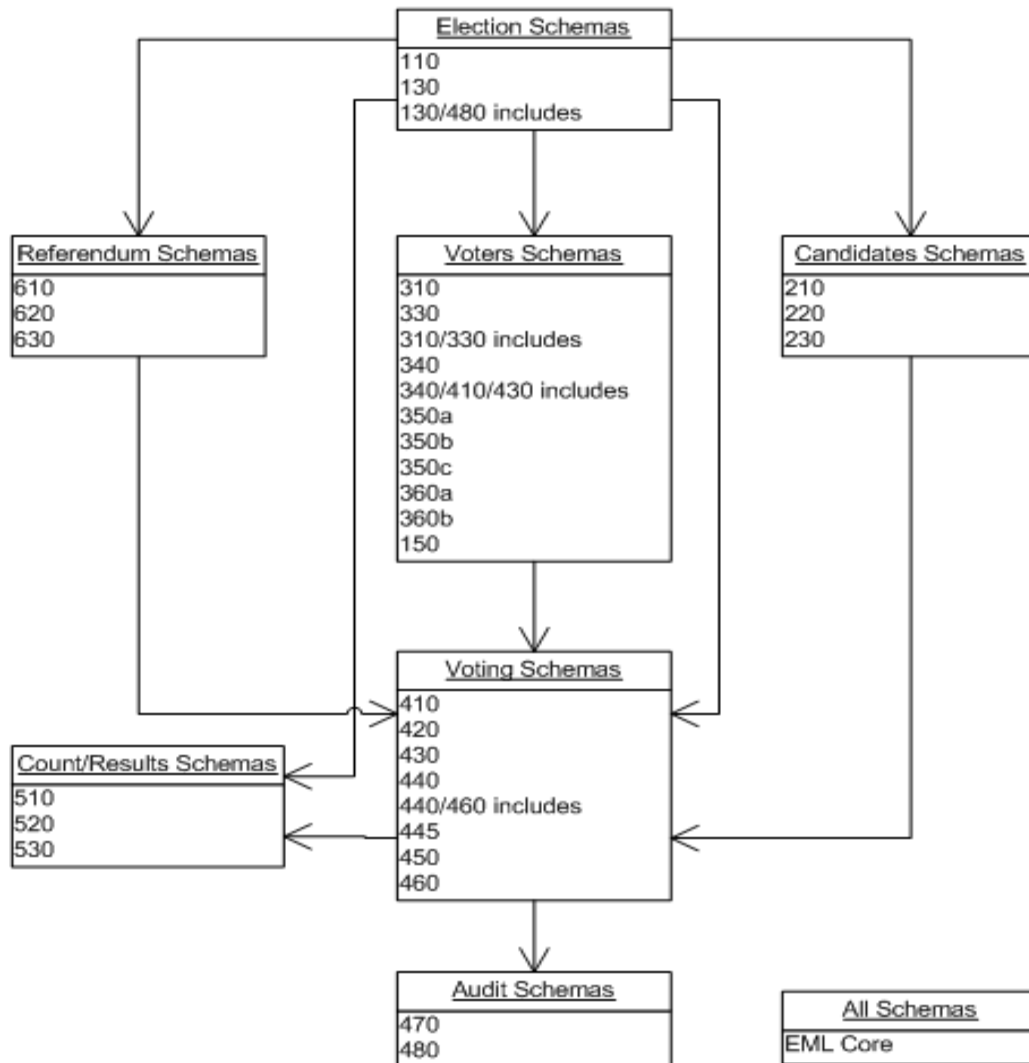 Election Schemas
110
130
130/480 includes
Referendum Schemas
610
620
630
Voters Schemas
310
330
310/330 includes
340
340/410/430 includes
350a
350b
350c
360a
360b
150
Candidates Schemas
210
220
230
Voting Schemas
410
420
430
440
440/460 includes
445
450
460
Count/Results Schemas
510
520
530
Audit Schemas
470
480
All Schemas
EML Core